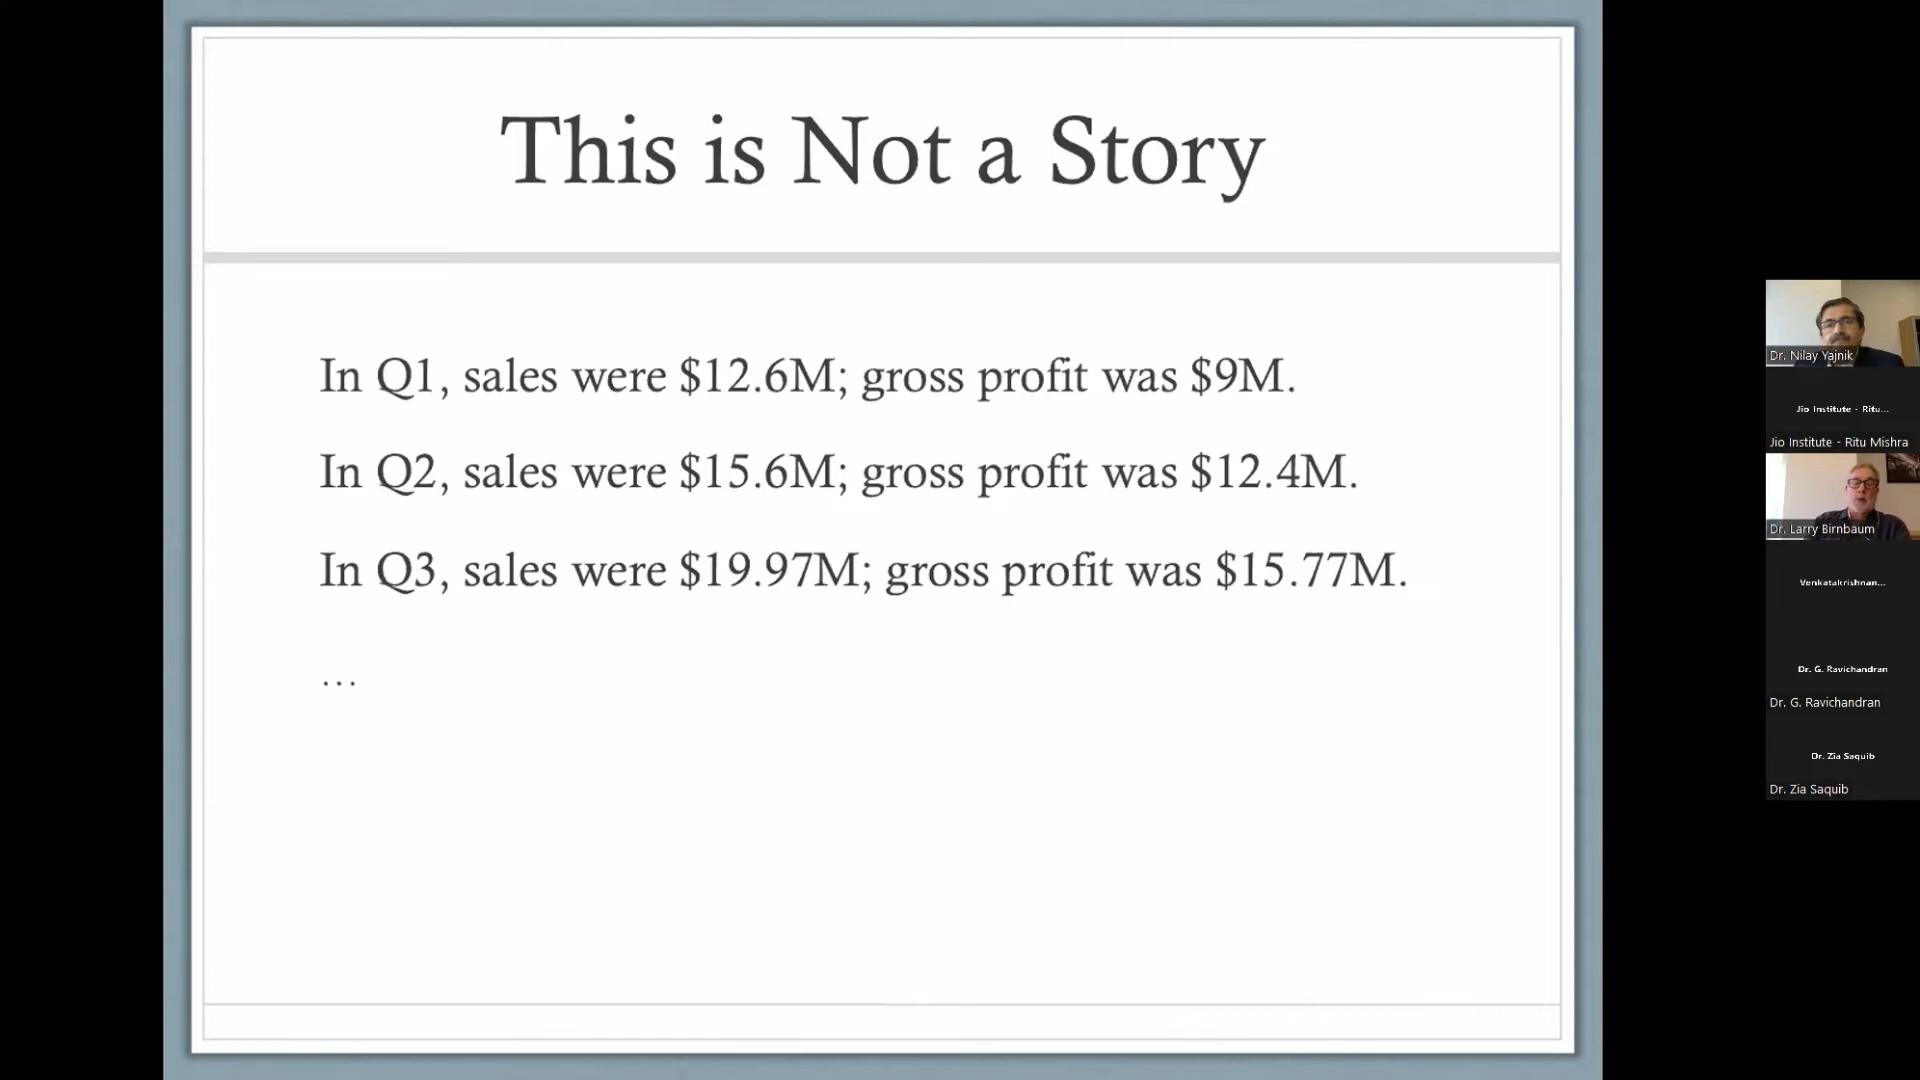 This is Not a Story
In Q1, sales were $12.6M; gross profit was $9M.
In Q2, sales were $15.6M; gross profit was $12.4M.
In Q3, sales were $19.97M; gross profit was $15.77M.
...
Dr. Nilay Yajnik
Jio Institute - Ritu...
Jio Institute - Ritu Mishra
Dr. Larry Birnbaum
Venkatakrishnan...
Dr. G. Ravichandran
Dr. G. Ravichandran
Dr. Zia Saquib
Dr. Zia Saquib